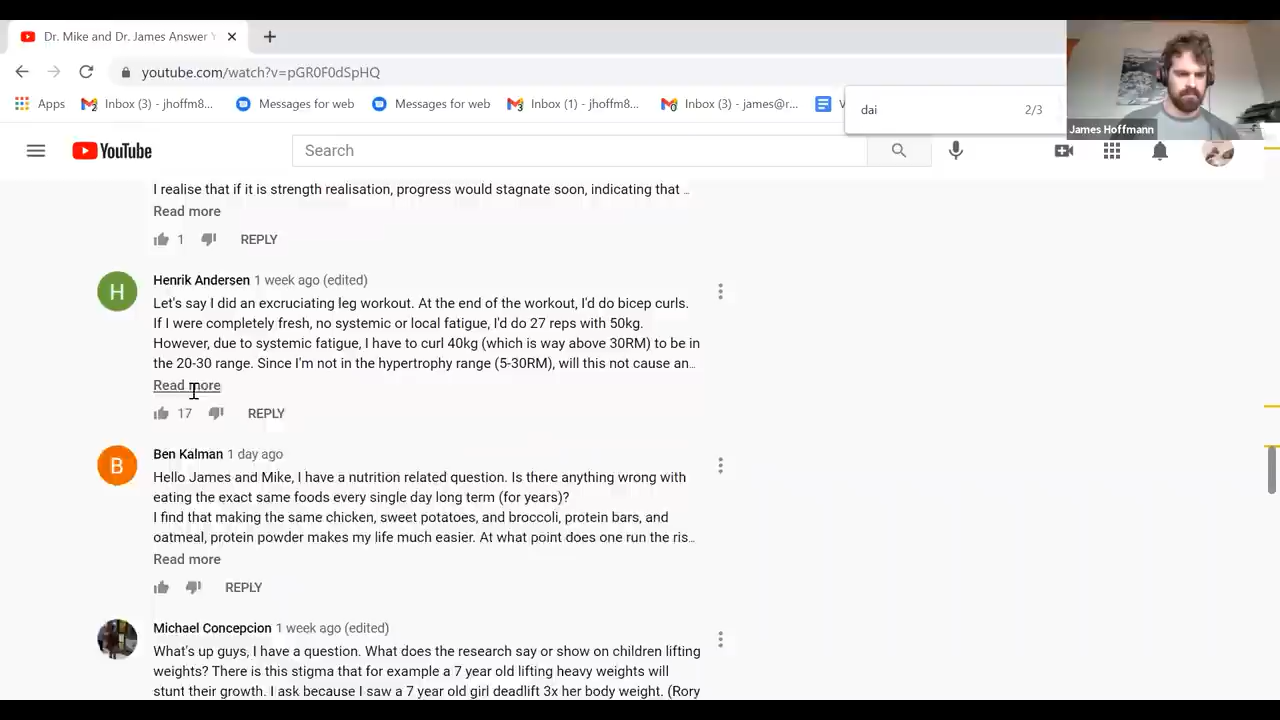 Dr. Mike and Dr. James Answer
youtube.com/watch?v=pGR0F0dSpHQ
Apps
Inbox (3) - jhoffm8...
Messages for web
Messages for web
Inbox (1) - jhoffm8...
Inbox (3) - james@r...
dai
2/3
James Hoffmann
YouTube
Search
I realise that if it is strength realisation, progress would stagnate soon, indicating that ...
Read more
1
REPLY
Henrik Andersen 1 week ago (edited)
Let's say I did an excruciating leg workout. At the end of the workout, I'd do bicep curls.
If I were completely fresh, no systemic or local fatigue, I'd do 27 reps with 50kg.
However, due to systemic fatigue, I have to curl 40kg (which is way above 30RM) to be in
the 20-30 range. Since I'm not in the hypertrophy range (5-30RM), will this not cause an...
Read more
17
REPLY
B
Ben Kalman 1 day ago
Hello James and Mike, I have a nutrition related question. Is there anything wrong with
eating the exact same foods every single day long term (for years)?
I find that making the same chicken, sweet potatoes, and broccoli, protein bars, and
oatmeal, protein powder makes my life much easier. At what point does one run the ris...
Read more
REPLY
Michael Concepcion 1 week ago (edited)
What's up guys, I have a question. What does the research say or show on children lifting
weights? There is this stigma that for example a 7 year old lifting heavy weights will
stunt their growth. I ask because I saw a 7 year old girl deadlift 3x her body weight. (Rory
H